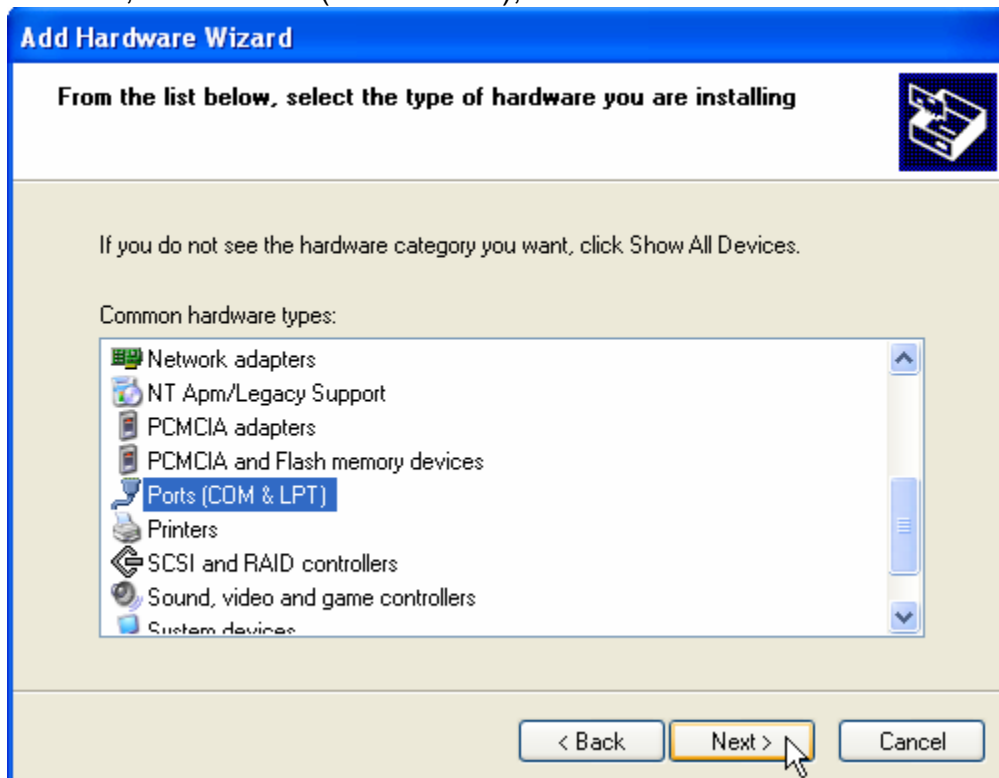 Add Hardware Wizard
From the list below, select the type of hardware you are installing
If you do not see the hardware category you want, click Show All Devices.
Common hardware types:
Network adapters
NT Apm/Legacy Support
PCMCIA adapters
PCMCIA and Flash memory devices
Ports (COM & LPT)
Printers
SCSI and RAID controllers
Sound, video and game controllers
System devices
< Back Next > Cancel